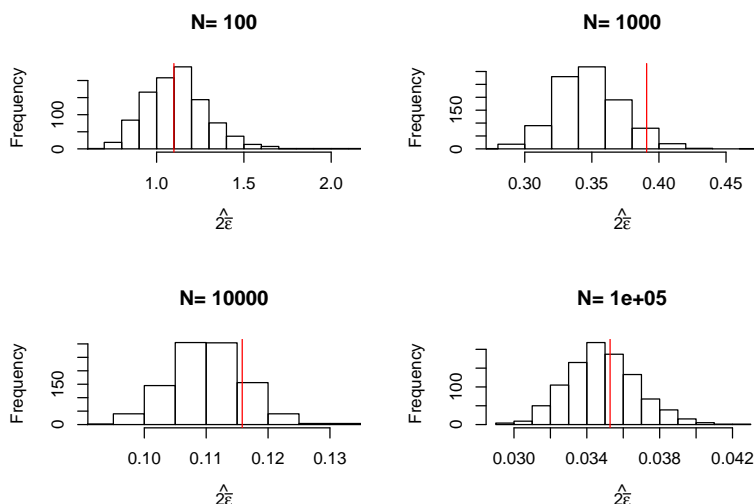 N= 100
Frequency
0 100
1.0 1.5 2.0
2ε̂
N= 1000
Frequency
0 150
0.30 0.35 0.40 0.45
2ε̂
N= 10000
Frequency
0 150
0.10 0.11 0.12 0.13
2ε̂
N= 1e+05
Frequency
0 100
0.030 0.034 0.038 0.042
2ε̂